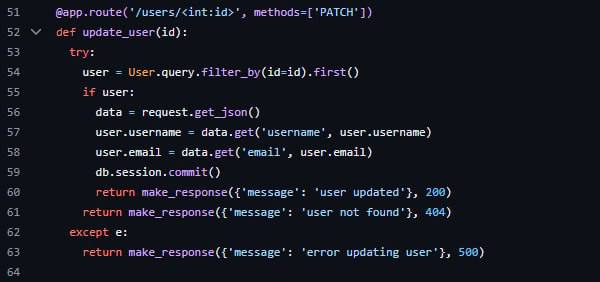 51 @app.route('/users/<int:id>', methods=['PATCH'])
52 def update_user(id):
53   try:
54     user = User.query.filter_by(id=id).first()
55     if user:
56       data = request.get_json()
57       user.username = data.get('username', user.username)
58       user.email = data.get('email', user.email)
59       db.session.commit()
60       return make_response({'message': 'user updated'}, 200)
61     return make_response({'message': 'user not found'}, 404)
62   except e:
63     return make_response({'message': 'error updating user'}, 500)
64